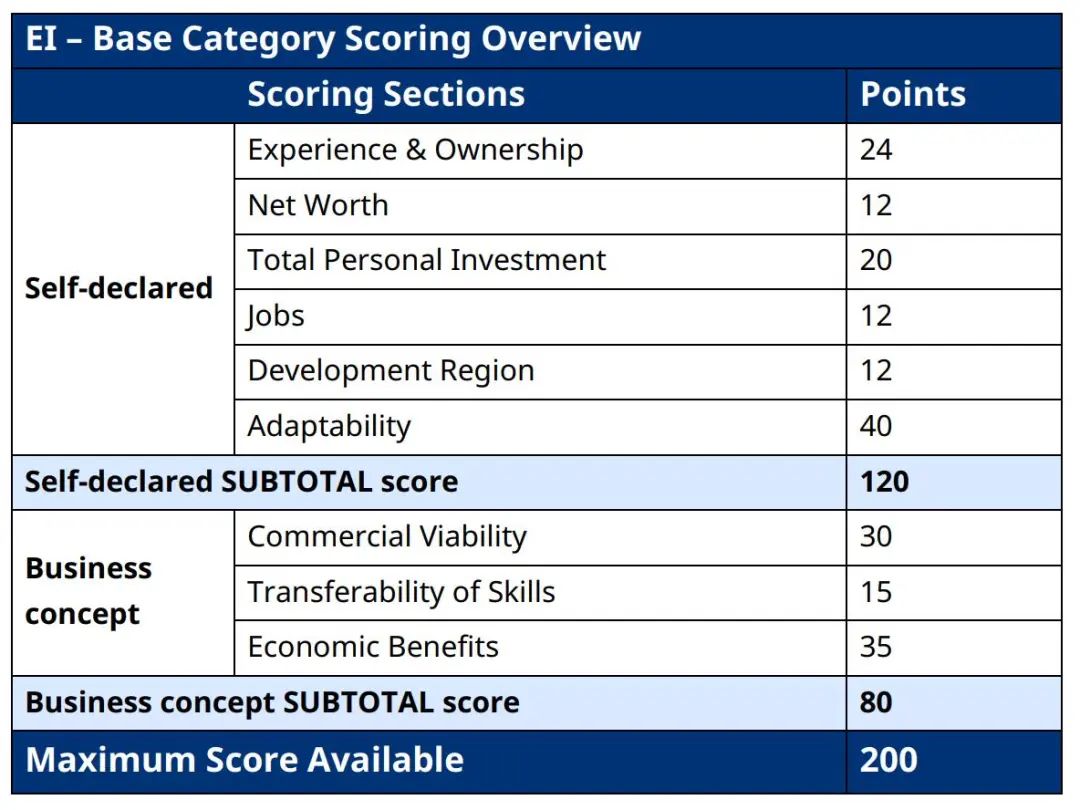 EI – Base Category Scoring Overview
Scoring Sections
Points
Self-declared
Experience & Ownership
24
Net Worth
12
Total Personal Investment
20
Jobs
12
Development Region
12
Adaptability
40
Self-declared SUBTOTAL score
120
Business
concept
Commercial Viability
30
Transferability of Skills
15
Economic Benefits
35
Business concept SUBTOTAL score
80
Maximum Score Available
200